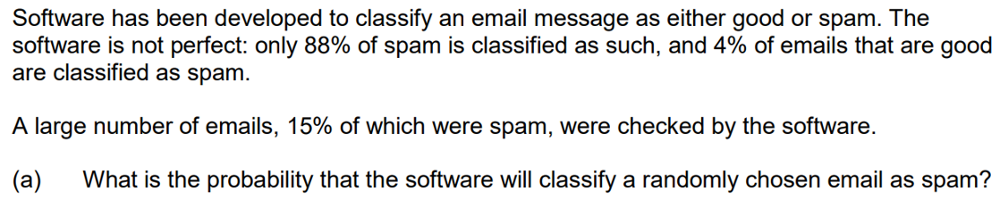 Software has been developed to classify an email message as either good or spam. The
software is not perfect: only 88% of spam is classified as such, and 4% of emails that are good
are classified as spam.
A large number of emails, 15% of which were spam, were checked by the software.
(a) What is the probability that the software will classify a randomly chosen email as spam?